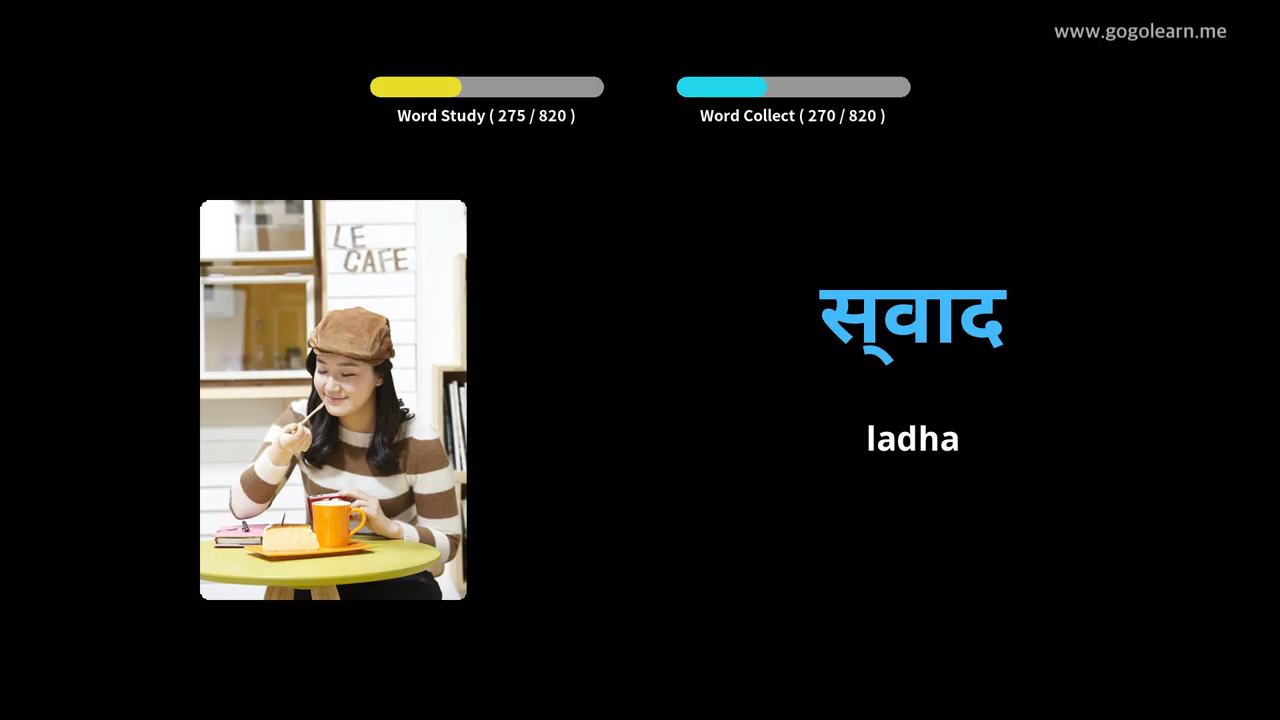 www.gogolearn.me
Word Study ( 275 / 820 )
Word Collect ( 270 / 820 )
LE
CAFE
स्‌वाद
ladha